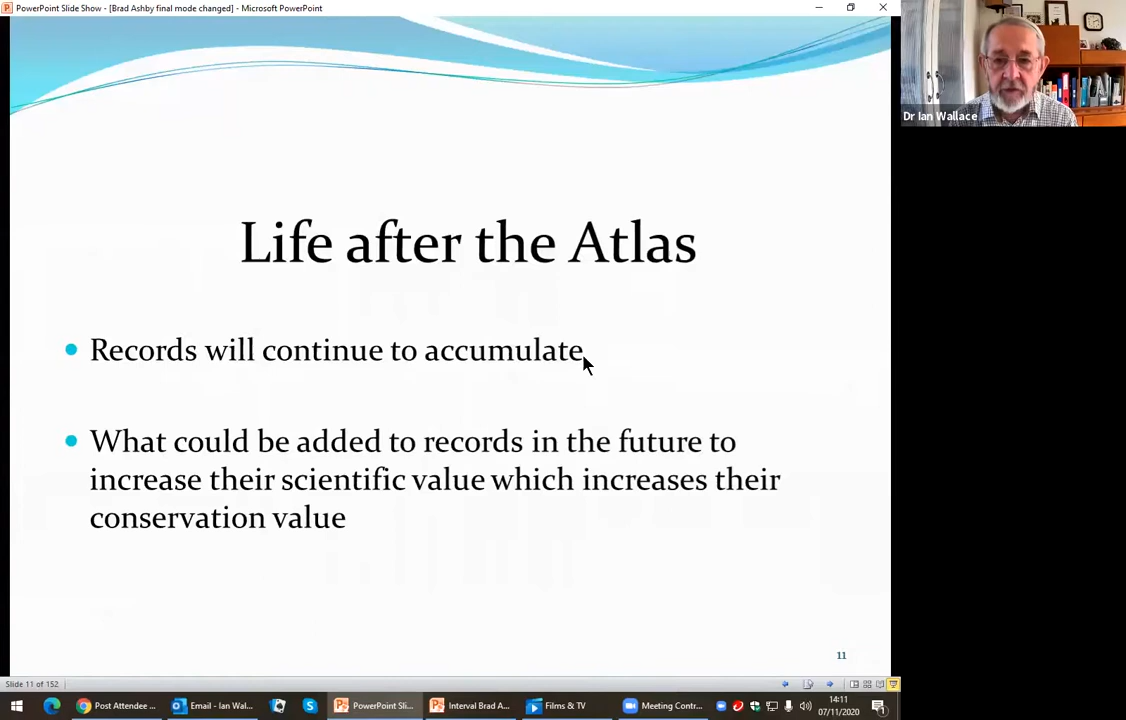 PowerPoint Slide Show - [Brad Ashby final mode changed] - Microsoft PowerPoint
Dr Ian Wallace
Life after the Atlas
Records will continue to accumulate
What could be added to records in the future to
increase their scientific value which increases their
conservation value
11
Slide 11 of 152
Post Attendee ...
Email - Ian Wal...
PowerPoint Sli...
Interval Brad A...
Films & TV
Meeting Contr...
14:11
07/11/2020